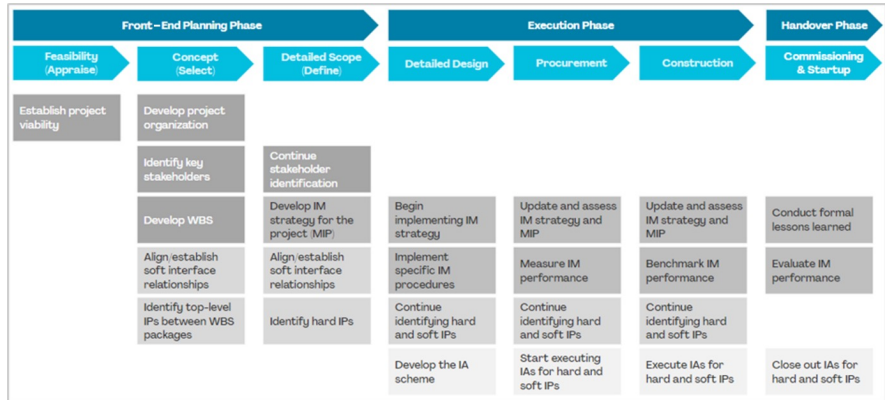 Front – End Planning Phase
Execution Phase
Handover Phase
Feasibility
(Appraise)
Concept
(Select)
Detailed Scope
(Define)
Detailed Design
Procurement
Construction
Commissioning
& Startup
Establish project
viability
Develop project
organization
Identify key
stakeholders
Continue
stakeholder
identification
Develop WBS
Develop IM
strategy for the
project (MIP)
Begin
implementing IM
strategy
Update and assess
IM strategy and
MIP
Update and assess
IM strategy and
MIP
Conduct formal
lessons learned
Align/establish
soft interface
relationships
Align/establish
soft interface
relationships
Implement
specific IM
procedures
Measure IM
performance
Benchmark IM
performance
Evaluate IM
performance
Identify top-level
IPs between WBS
packages
Identify hard IPs
Continue
identifying hard
and soft IPs
Continue
identifying hard
and soft IPs
Continue
identifying hard
and soft IPs
Develop the IA
scheme
Start executing
IAs for hard and
soft IPs
Execute IAs for
hard and soft IPs
Close out IAs for
hard and soft IPs